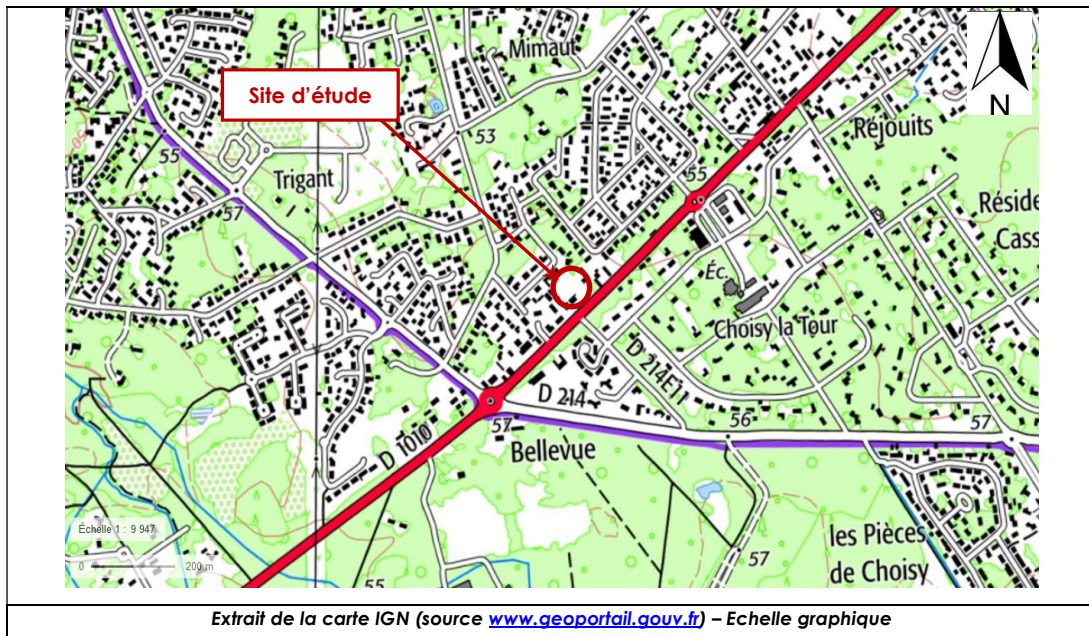 Mimaut
Site d'étude
N
53
Réjouits
55
Trigant
55
57
Réside
Cass
Éc.
Choisy la Tour
D 214E11
D 214
56
57
57
D 1010
Bellevue
Échelle 1 : 9 947
les Pièces
de Choisy
57
0 200 m
55
Extrait de la carte IGN (source www.geoportail.gouv.fr) – Echelle graphique